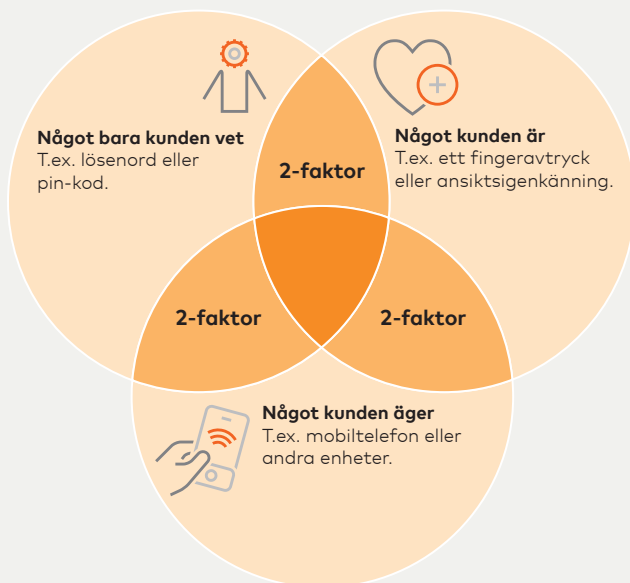 Något bara kunden vet
T.ex. lösenord eller
pin-kod.
Något kunden är
T.ex. ett fingeravtryck
eller ansiktsigenkänning.
2-faktor
2-faktor
2-faktor
Något kunden äger
T.ex. mobiltelefon eller
andra enheter.